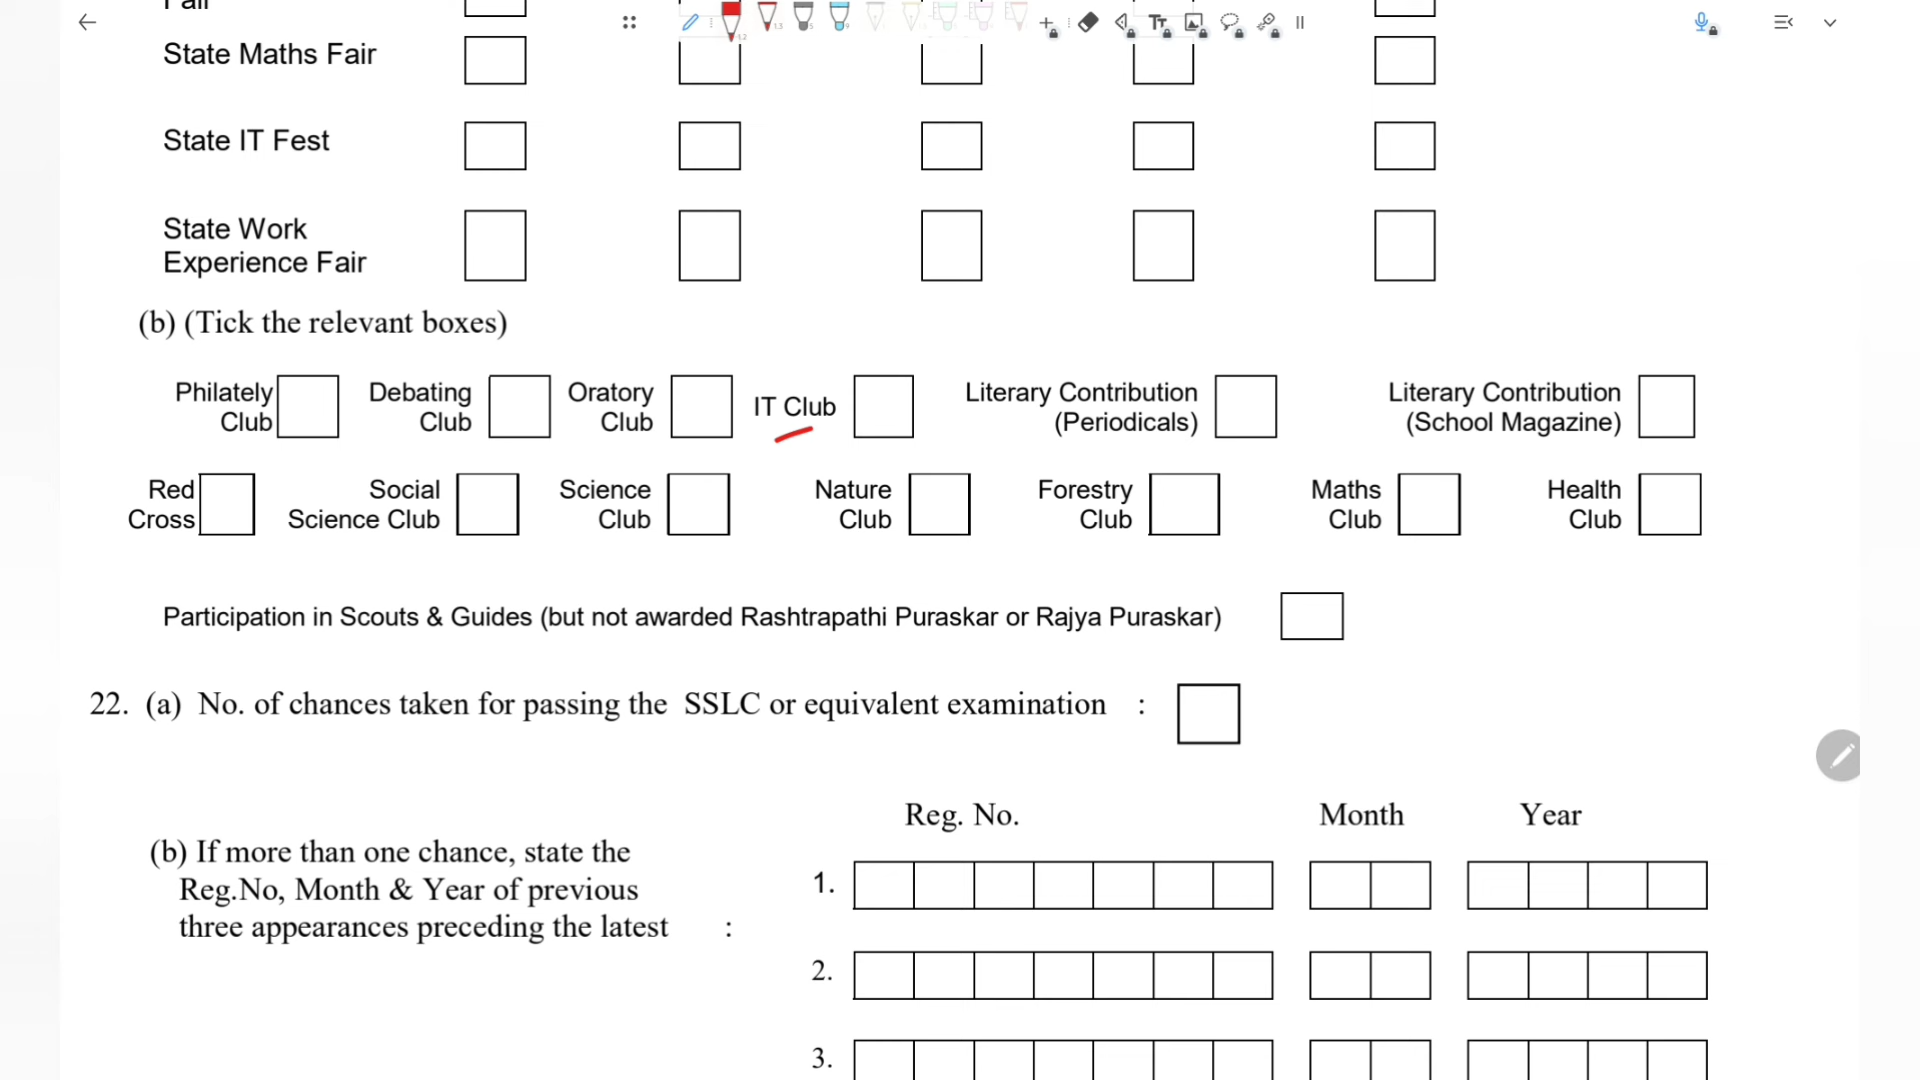 State Maths Fair
State IT Fest
State Work
Experience Fair
(b) (Tick the relevant boxes)
Philately Club
Debating Club
Oratory Club
IT Club
Literary Contribution (Periodicals)
Literary Contribution (School Magazine)
Red Cross
Social Science Club
Science Club
Nature Club
Forestry Club
Maths Club
Health Club
Participation in Scouts & Guides (but not awarded Rashtrapathi Puraskar or Rajya Puraskar)
22. (a) No. of chances taken for passing the SSLC or equivalent examination :
Reg. No. Month Year
(b) If more than one chance, state the
Reg.No, Month & Year of previous
three appearances preceding the latest :
1.
2.
3.